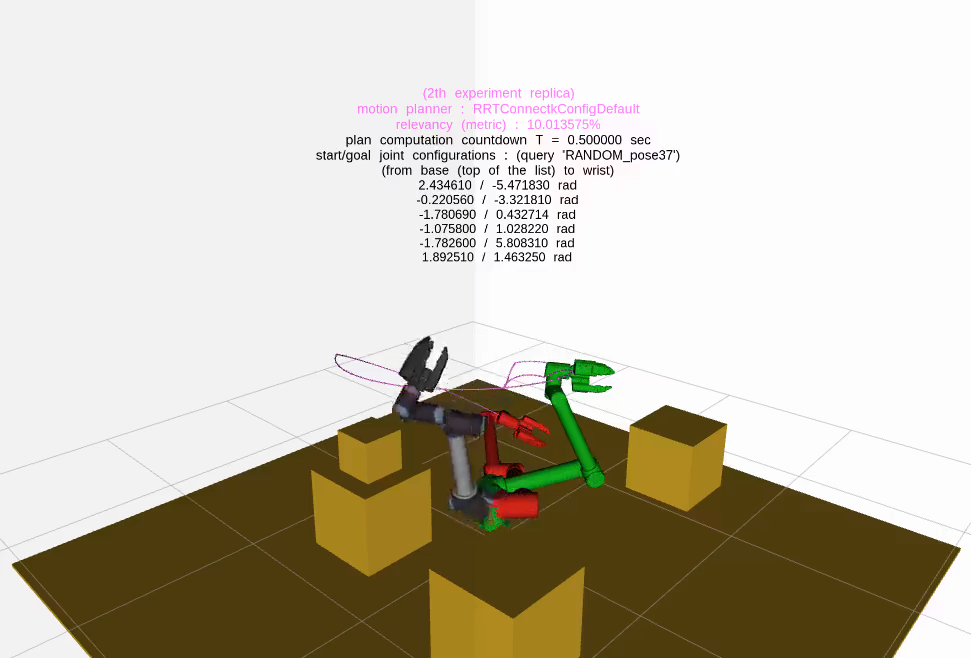 (2th experiment replica)
motion planner : RRTConnectkConfigDefault
relevancy (metric) : 10.013575%
plan computation countdown T = 0.500000 sec
start/goal joint configurations : (query 'RANDOM_pose37')
(from base (top of the list) to wrist)
2.434610 / -5.471830 rad
-0.220560 / -3.321810 rad
-1.780690 / 0.432714 rad
-1.075800 / 1.028220 rad
-1.782600 / 5.808310 rad
1.892510 / 1.463250 rad